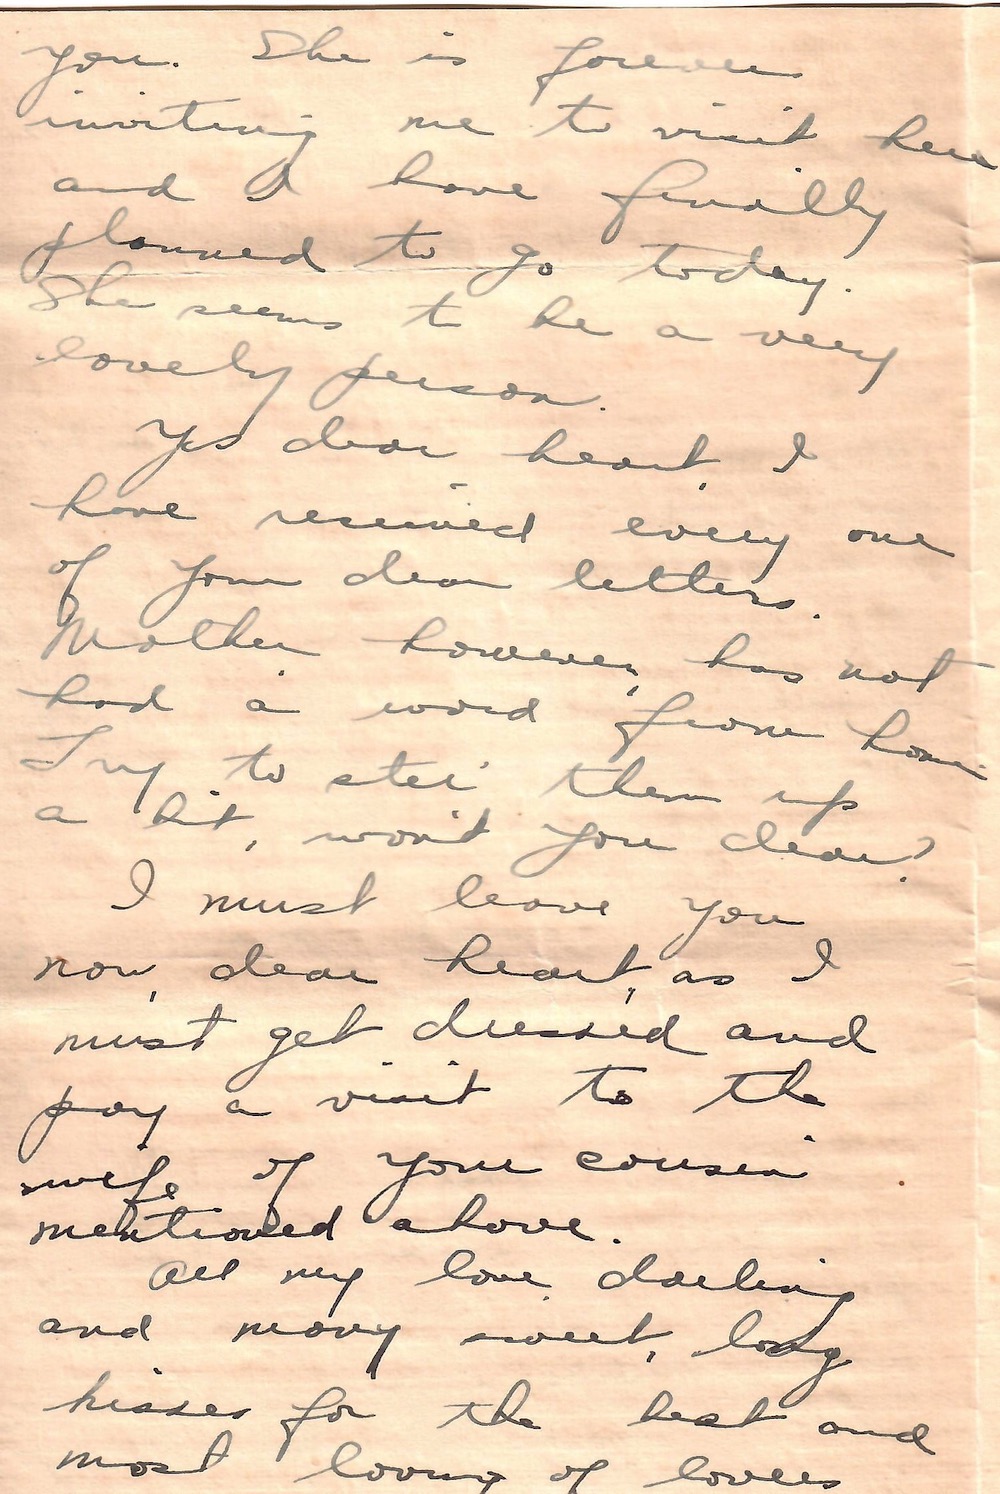 you. She is forever
inviting me to visit her
and I have finally
planned to go today.
She seems to be a very
lovely person.
Yes dear heart, I
have received every one
of your dear letters.
Mother however, has not
had a word from home.
Try to stir them up
a bit, won't you dear?
I must leave you
now, dear heart, as I
must get dressed and
pay a visit to the
wife of your cousin
mentioned above.
All my love, darling
and many sweet, long
kisses for the best and
most loving of lovers